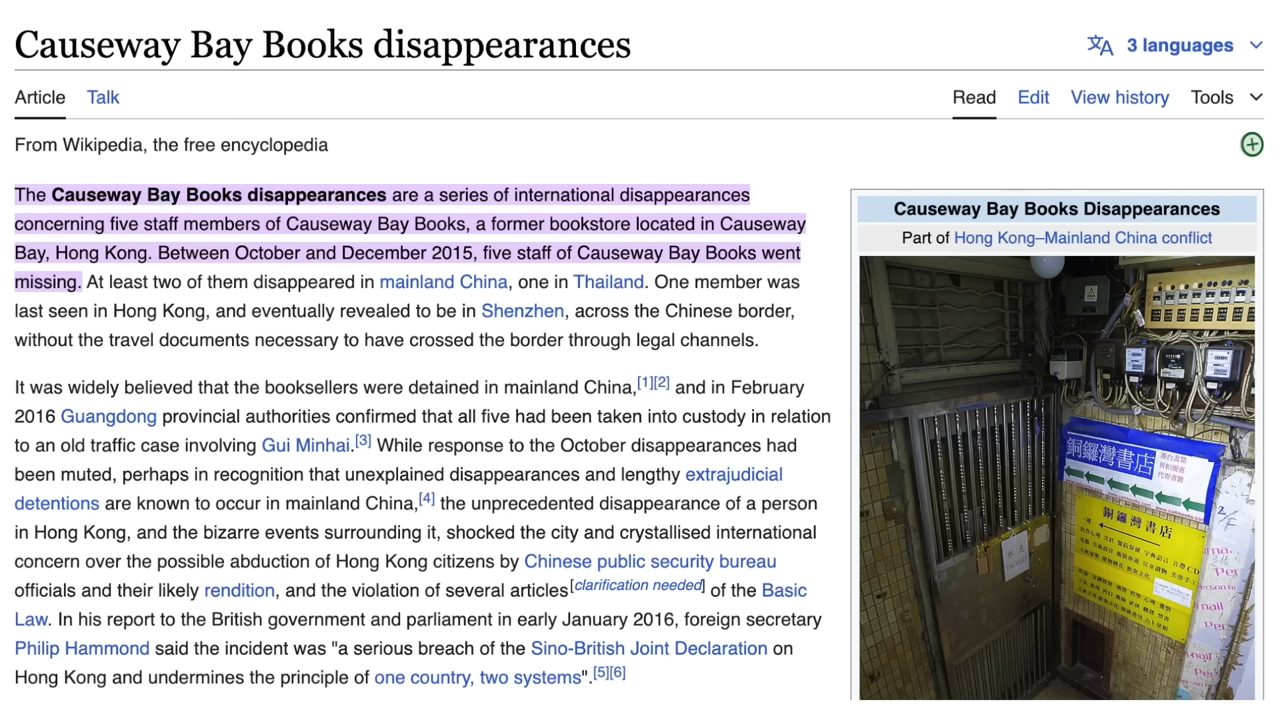 Causeway Bay Books disappearances
3 languages
Article Talk
Read Edit View history Tools
From Wikipedia, the free encyclopedia
The Causeway Bay Books disappearances are a series of international disappearances
concerning five staff members of Causeway Bay Books, a former bookstore located in Causeway
Bay, Hong Kong. Between October and December 2015, five staff of Causeway Bay Books went
missing. At least two of them disappeared in mainland China, one in Thailand. One member was
last seen in Hong Kong, and eventually revealed to be in Shenzhen, across the Chinese border,
without the travel documents necessary to have crossed the border through legal channels.
It was widely believed that the booksellers were detained in mainland China,[1][2] and in February
2016 Guangdong provincial authorities confirmed that all five had been taken into custody in relation
to an old traffic case involving Gui Minhai.[3] While response to the October disappearances had
been muted, perhaps in recognition that unexplained disappearances and lengthy extrajudicial
detentions are known to occur in mainland China,[4] the unprecedented disappearance of a person
in Hong Kong, and the bizarre events surrounding it, shocked the city and crystallised international
concern over the possible abduction of Hong Kong citizens by Chinese public security bureau
officials and their likely rendition, and the violation of several articles[clarification needed] of the Basic
Law. In his report to the British government and parliament in early January 2016, foreign secretary
Philip Hammond said the incident was "a serious breach of the Sino-British Joint Declaration on
Hong Kong and undermines the principle of one country, two systems".[5][6]
Causeway Bay Books Disappearances
Part of Hong Kong–Mainland China conflict
銅鑼灣書店
銅鑼灣書店
2/F